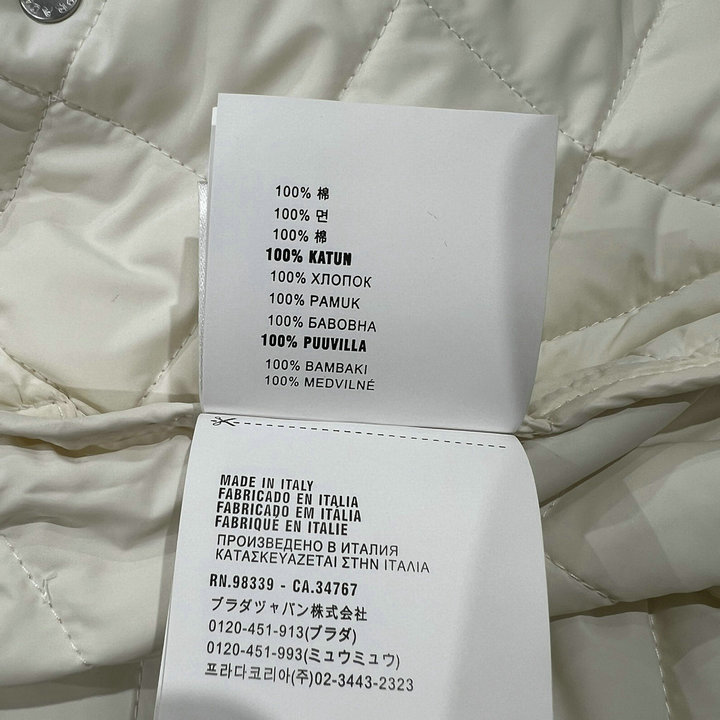 100% 棉
100% 면
100% 棉
100% KATUN
100% ХЛОПОК
100% PAMUK
100% БАВОВНА
100% PUUVILLA
100% BAMBAKI
100% MEDVILNÉ
MADE IN ITALY
FABRICADO EN ITALIA
FABRICADO EM ITÁLIA
FABRIQUÉ EN ITALIE
ПРОИЗВЕДЕНО В ИТАЛИЯ
ΚΑΤΑΣΚΕΥΑΖΕΤΑΙ ΣΤΗΝ ΙΤΑΛΙΑ
RN.98339 - CA.34767
プラダジャパン株式会社
0120-451-913(プラダ)
0120-451-993(ミュウミュウ)
프라다코리아(주)02-3443-2323